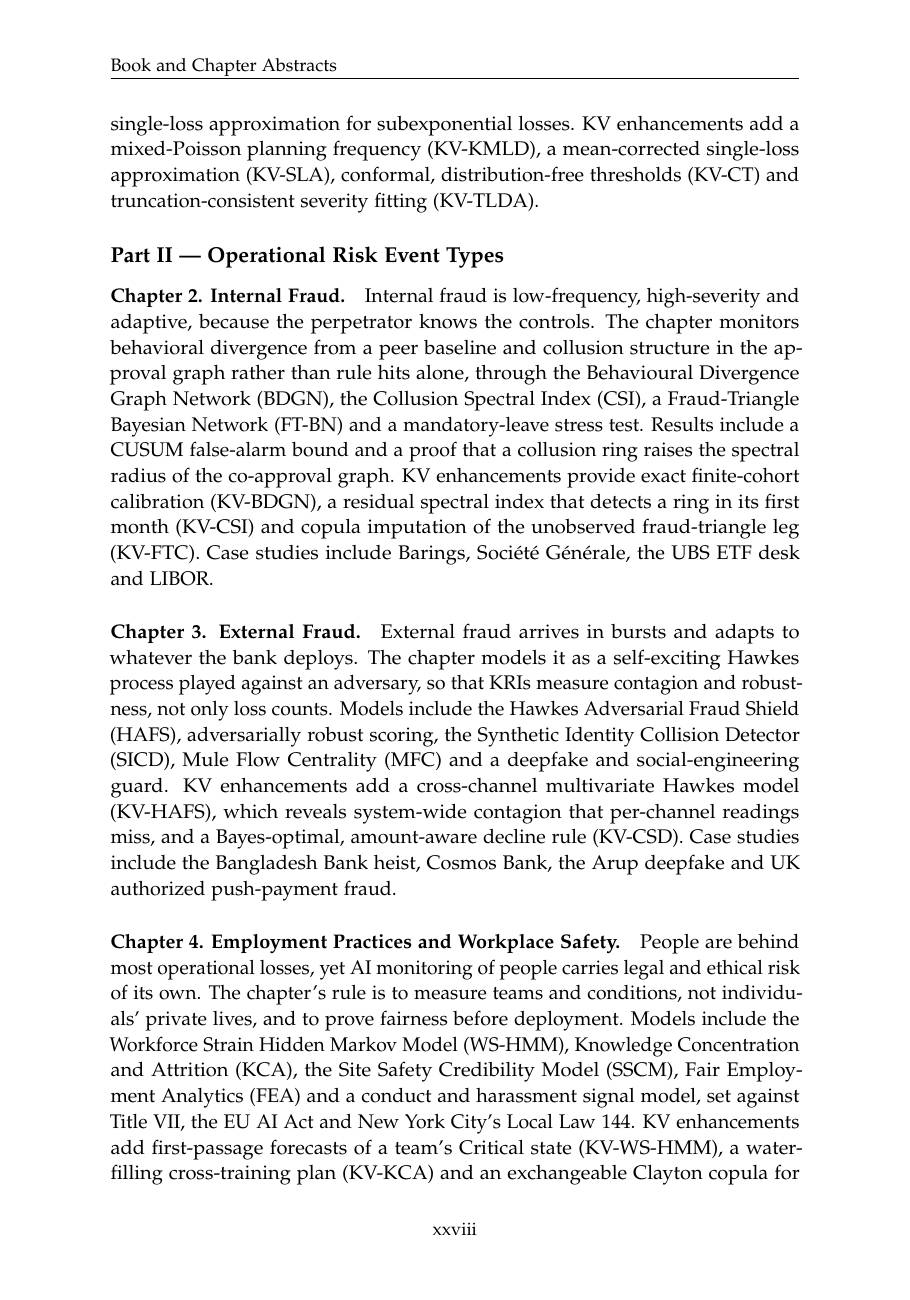 Book and Chapter Abstracts
single-loss approximation for subexponential losses. KV enhancements add a
mixed-Poisson planning frequency (KV-KMLD), a mean-corrected single-loss
approximation (KV-SLA), conformal, distribution-free thresholds (KV-CT) and
truncation-consistent severity fitting (KV-TLDA).
Part II — Operational Risk Event Types
Chapter 2. Internal Fraud. Internal fraud is low-frequency, high-severity and
adaptive, because the perpetrator knows the controls. The chapter monitors
behavioral divergence from a peer baseline and collusion structure in the ap-
proval graph rather than rule hits alone, through the Behavioural Divergence
Graph Network (BDGN), the Collusion Spectral Index (CSI), a Fraud-Triangle
Bayesian Network (FT-BN) and a mandatory-leave stress test. Results include a
CUSUM false-alarm bound and a proof that a collusion ring raises the spectral
radius of the co-approval graph. KV enhancements provide exact finite-cohort
calibration (KV-BDGN), a residual spectral index that detects a ring in its first
month (KV-CSI) and copula imputation of the unobserved fraud-triangle leg
(KV-FTC). Case studies include Barings, Société Générale, the UBS ETF desk
and LIBOR.
Chapter 3. External Fraud. External fraud arrives in bursts and adapts to
whatever the bank deploys. The chapter models it as a self-exciting Hawkes
process played against an adversary, so that KRIs measure contagion and robust-
ness, not only loss counts. Models include the Hawkes Adversarial Fraud Shield
(HAFS), adversarially robust scoring, the Synthetic Identity Collision Detector
(SICD), Mule Flow Centrality (MFC) and a deepfake and social-engineering
guard. KV enhancements add a cross-channel multivariate Hawkes model
(KV-HAFS), which reveals system-wide contagion that per-channel readings
miss, and a Bayes-optimal, amount-aware decline rule (KV-CSD). Case studies
include the Bangladesh Bank heist, Cosmos Bank, the Arup deepfake and UK
authorized push-payment fraud.
Chapter 4. Employment Practices and Workplace Safety. People are behind
most operational losses, yet AI monitoring of people carries legal and ethical risk
of its own. The chapter's rule is to measure teams and conditions, not individu-
als' private lives, and to prove fairness before deployment. Models include the
Workforce Strain Hidden Markov Model (WS-HMM), Knowledge Concentration
and Attrition (KCA), the Site Safety Credibility Model (SSCM), Fair Employ-
ment Analytics (FEA) and a conduct and harassment signal model, set against
Title VII, the EU AI Act and New York City's Local Law 144. KV enhancements
add first-passage forecasts of a team's Critical state (KV-WS-HMM), a water-
filling cross-training plan (KV-KCA) and an exchangeable Clayton copula for
xxviii